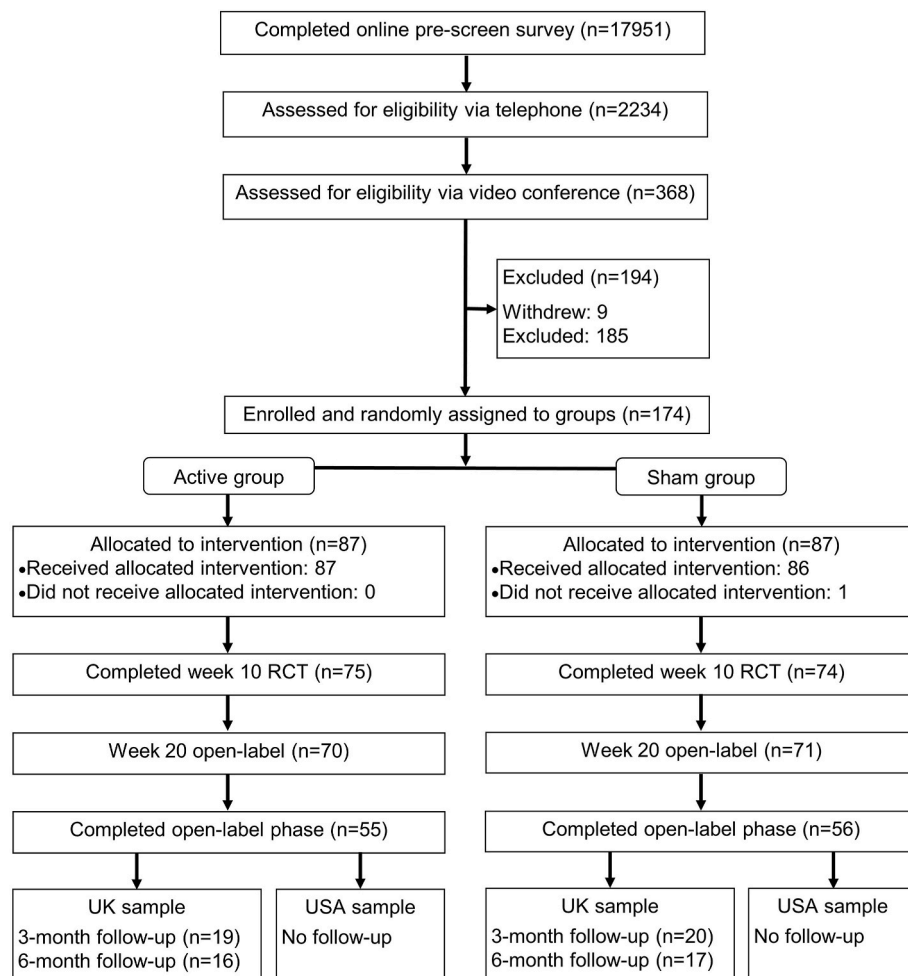 Completed online pre-screen survey (n=17951)
Assessed for eligibility via telephone (n=2234)
Assessed for eligibility via video conference (n=368)
Excluded (n=194)
Withdrew: 9
Excluded: 185
Enrolled and randomly assigned to groups (n=174)
Active group
Sham group
Allocated to intervention (n=87)
•Received allocated intervention: 87
•Did not receive allocated intervention: 0
Allocated to intervention (n=87)
•Received allocated intervention: 86
•Did not receive allocated intervention: 1
Completed week 10 RCT (n=75)
Completed week 10 RCT (n=74)
Week 20 open-label (n=70)
Week 20 open-label (n=71)
Completed open-label phase (n=55)
Completed open-label phase (n=56)
UK sample
3-month follow-up (n=19)
6-month follow-up (n=16)
USA sample
No follow-up
UK sample
3-month follow-up (n=20)
6-month follow-up (n=17)
USA sample
No follow-up